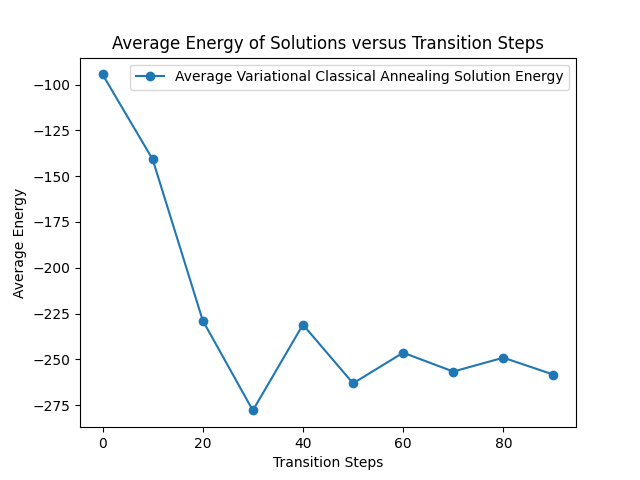 Average Energy of Solutions versus Transition Steps
Average Variational Classical Annealing Solution Energy
−100
−125
−150
−175
−200
−225
−250
−275
Average Energy
0 20 40 60 80
Transition Steps